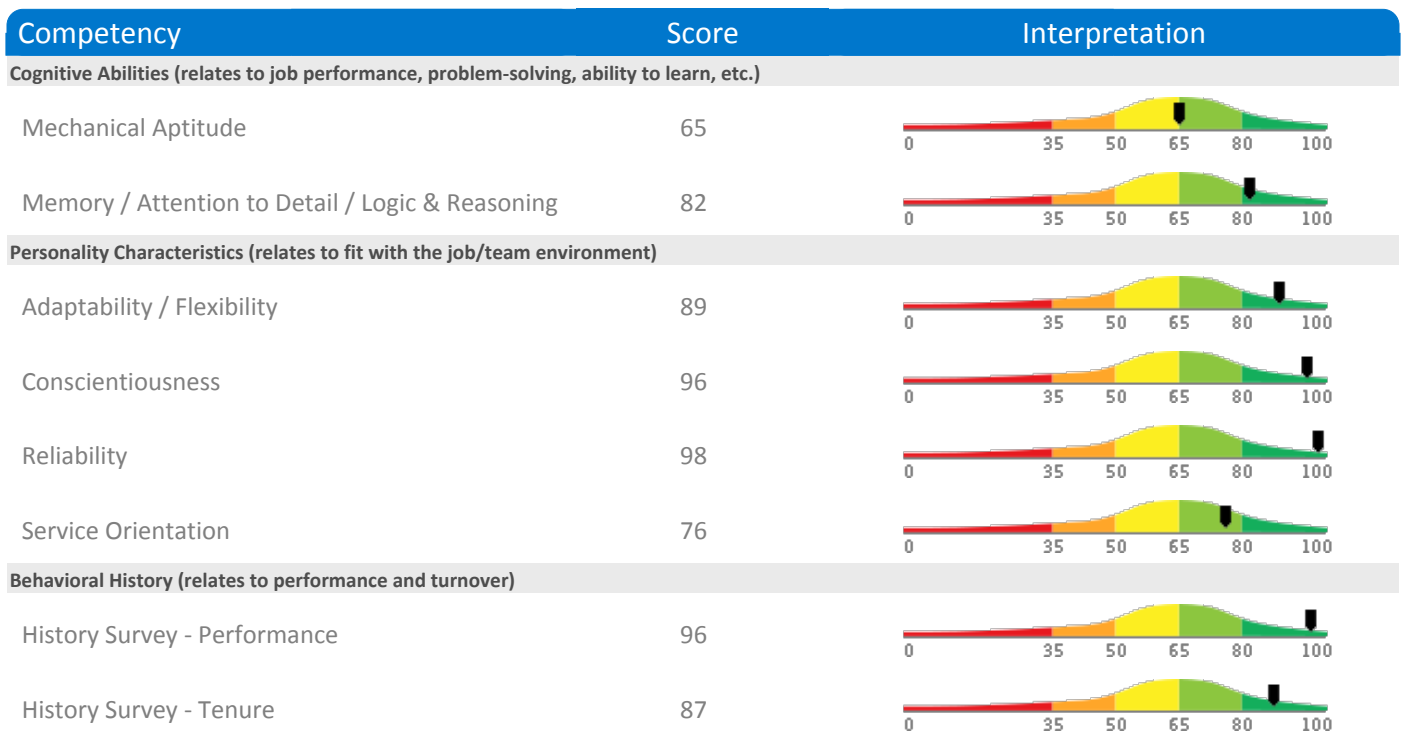 Competency Score Interpretation
Cognitive Abilities (relates to job performance, problem-solving, ability to learn, etc.)
Mechanical Aptitude 65
0 35 50 65 80 100
Memory / Attention to Detail / Logic & Reasoning 82
0 35 50 65 80 100
Personality Characteristics (relates to fit with the job/team environment)
Adaptability / Flexibility 89
0 35 50 65 80 100
Conscientiousness 96
0 35 50 65 80 100
Reliability 98
0 35 50 65 80 100
Service Orientation 76
0 35 50 65 80 100
Behavioral History (relates to performance and turnover)
History Survey - Performance 96
0 35 50 65 80 100
History Survey - Tenure 87
0 35 50 65 80 100